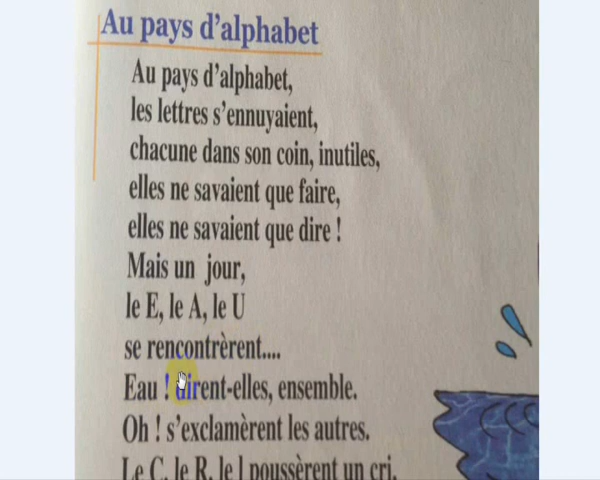 Au pays d'alphabet
Au pays d'alphabet,
les lettres s'ennuyaient,
chacune dans son coin, inutiles,
elles ne savaient que faire,
elles ne savaient que dire !
Mais un jour,
le E, le A, le U
se rencontrèrent....
Eau ! dirent-elles, ensemble.
Oh ! s'exclamèrent les autres.
Le C, le R, le I poussèrent un cri,